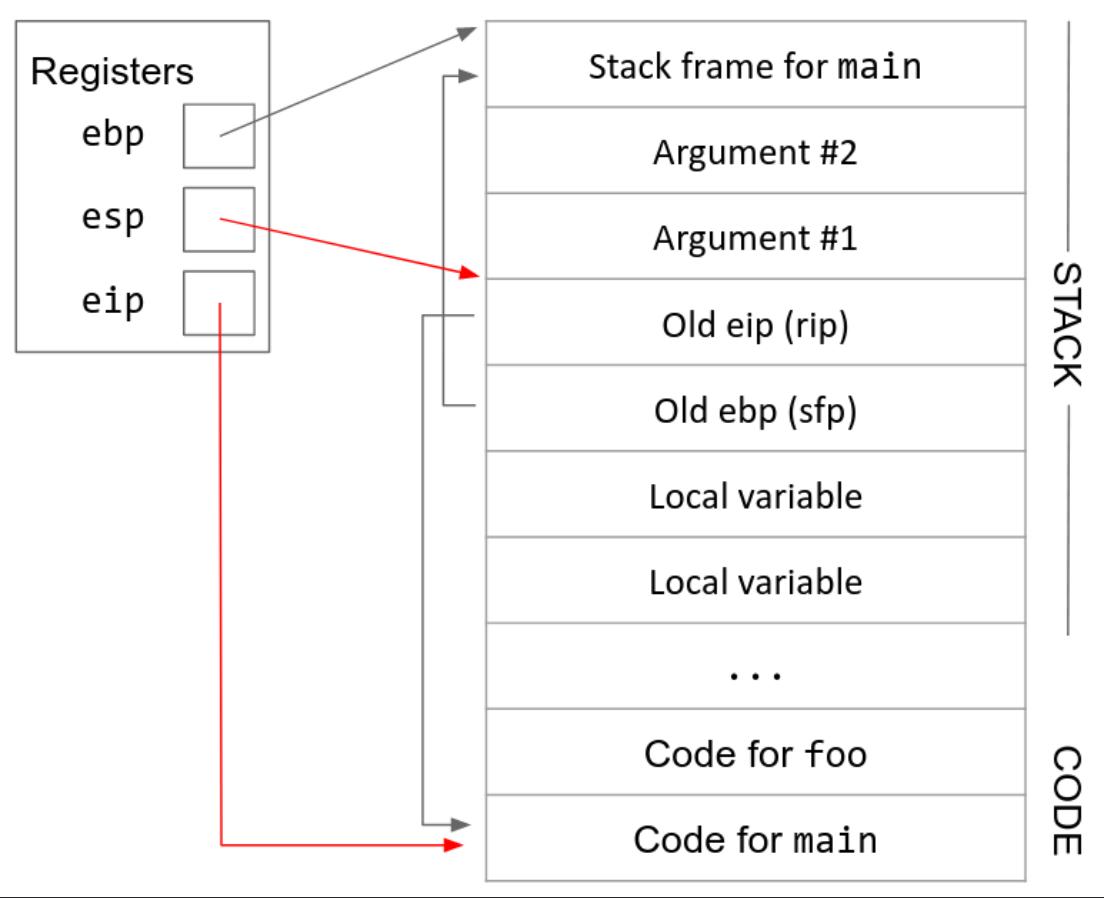 Registers
ebp
esp
eip
Stack frame for main
Argument #2
Argument #1
Old eip (rip)
Old ebp (sfp)
Local variable
Local variable
...
Code for foo
Code for main
STACK
CODE